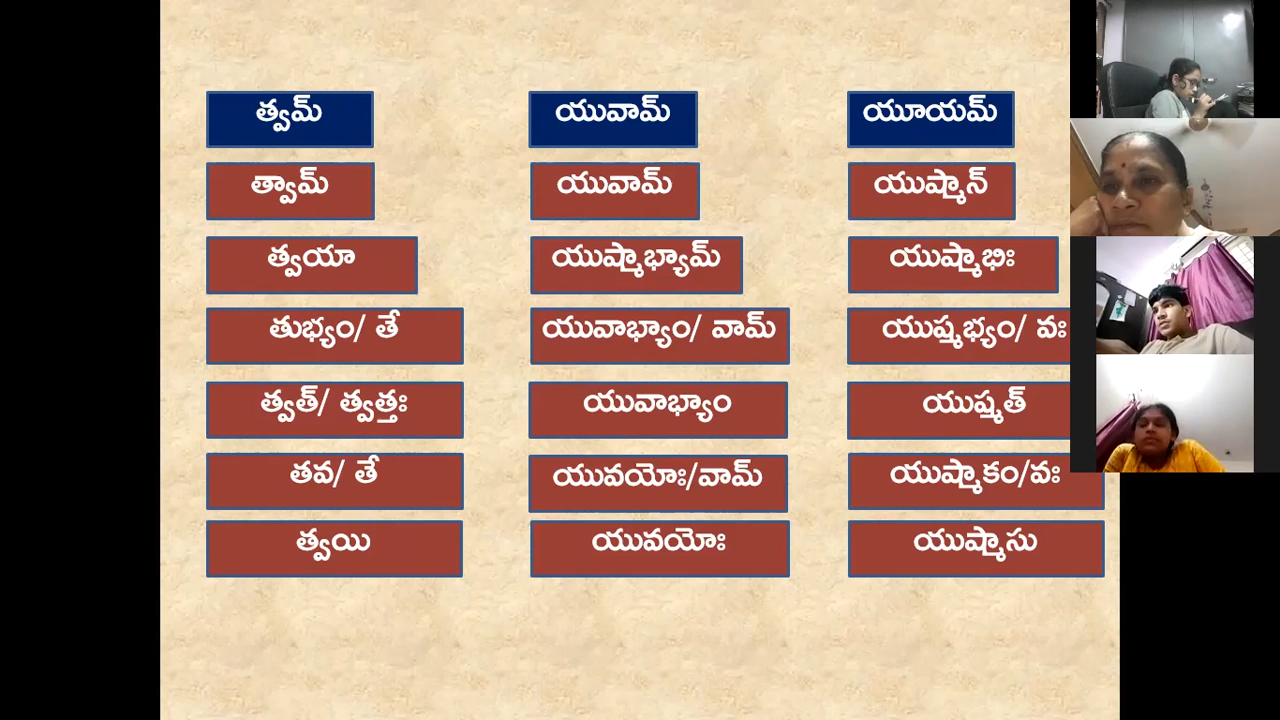 త్వమ్ యువామ్ యూయమ్
త్వామ్ యువామ్ యుష్మాన్
త్వయా యుష్మాభ్యామ్ యుష్మాభిః
తుభ్యం/ తే యువాభ్యాం/ వామ్ యుష్మభ్యం/ వః
త్వత్/ త్వత్తః యువాభ్యాం యుష్మత్
తవ/ తే యువయోః/వామ్ యుష్మాకం/వః
త్వయి యువయోః యుష్మాసు